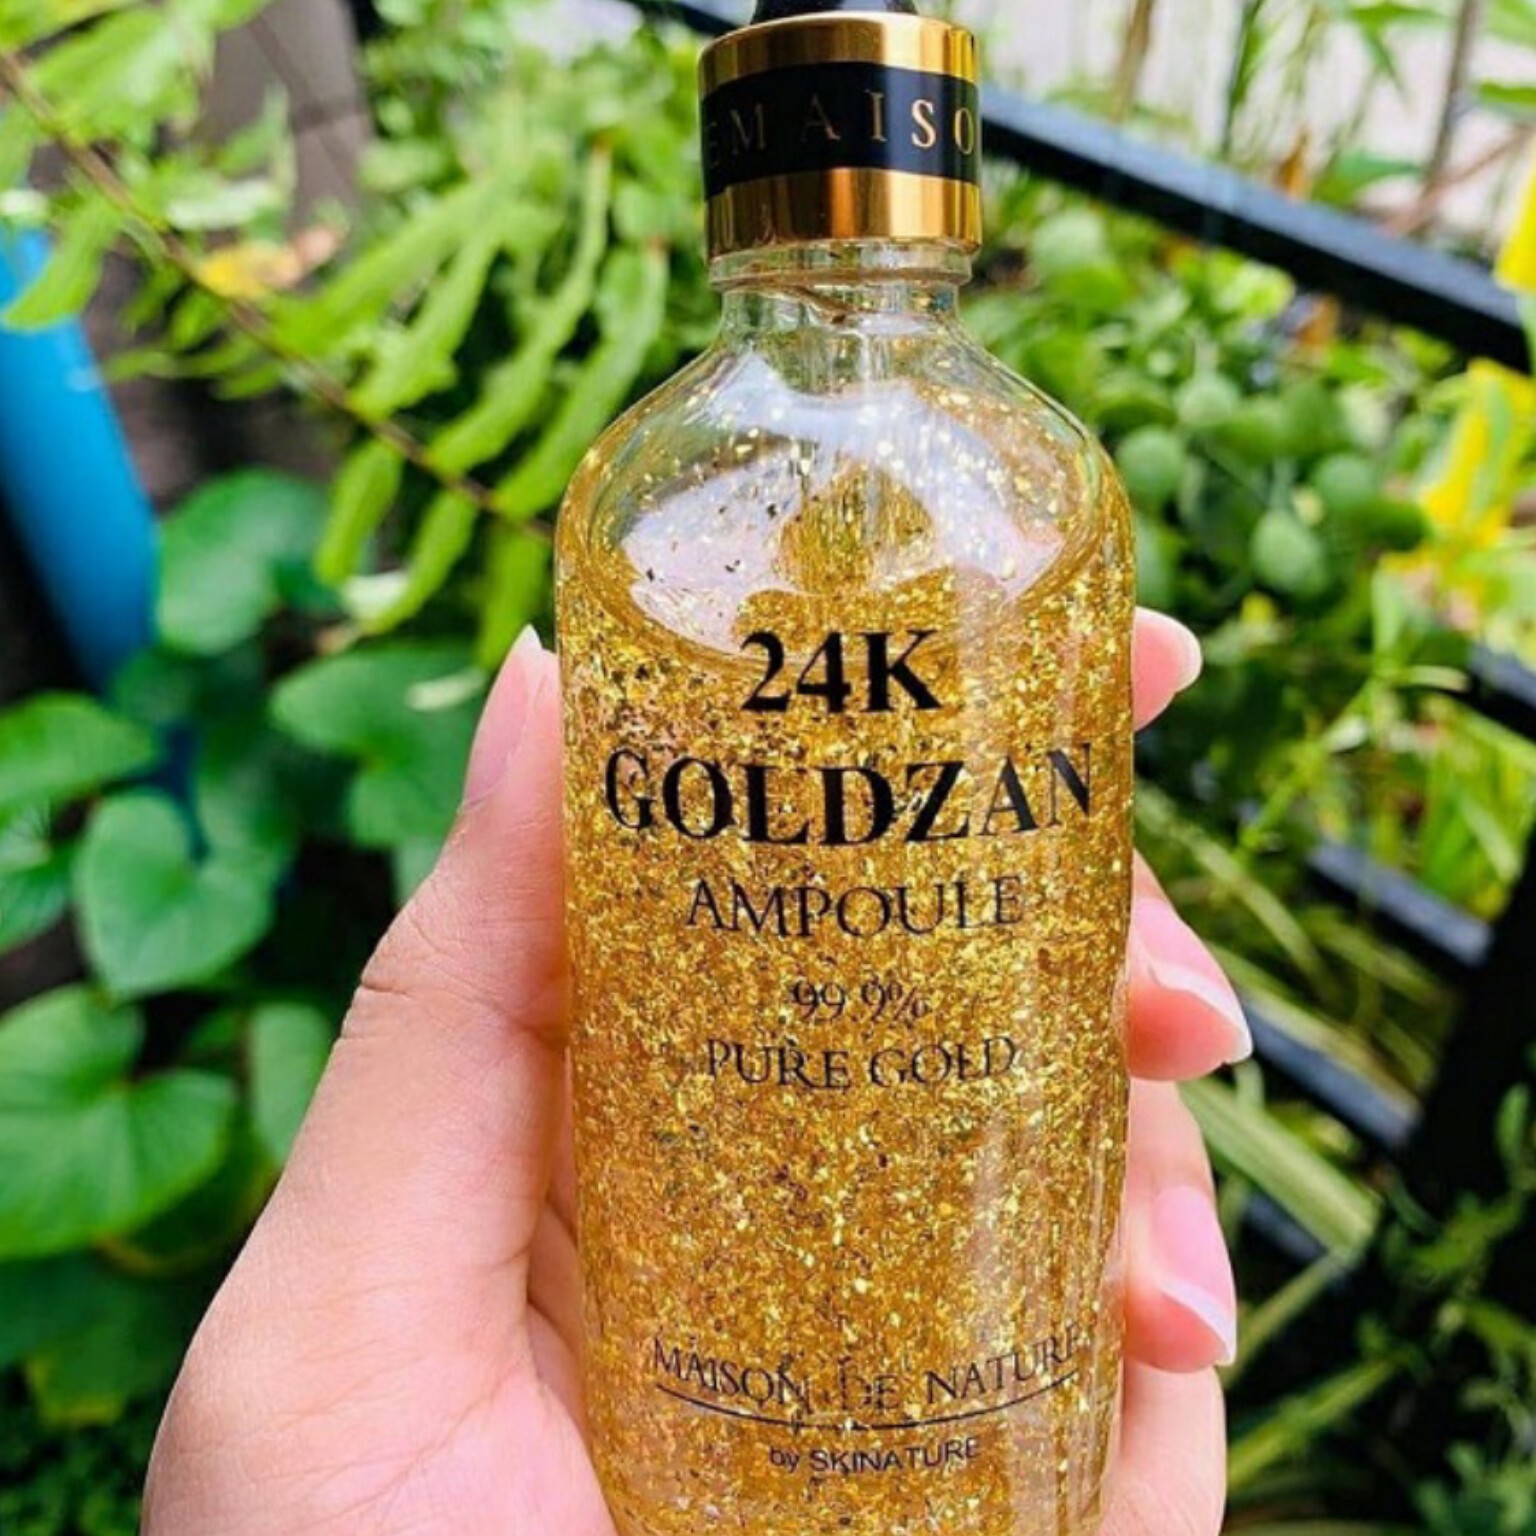 EMAISO
24K
GOLDZAN
AMPOULE
99.9%
PURE GOLD
MAISON DE NATURE
by SKINATURE